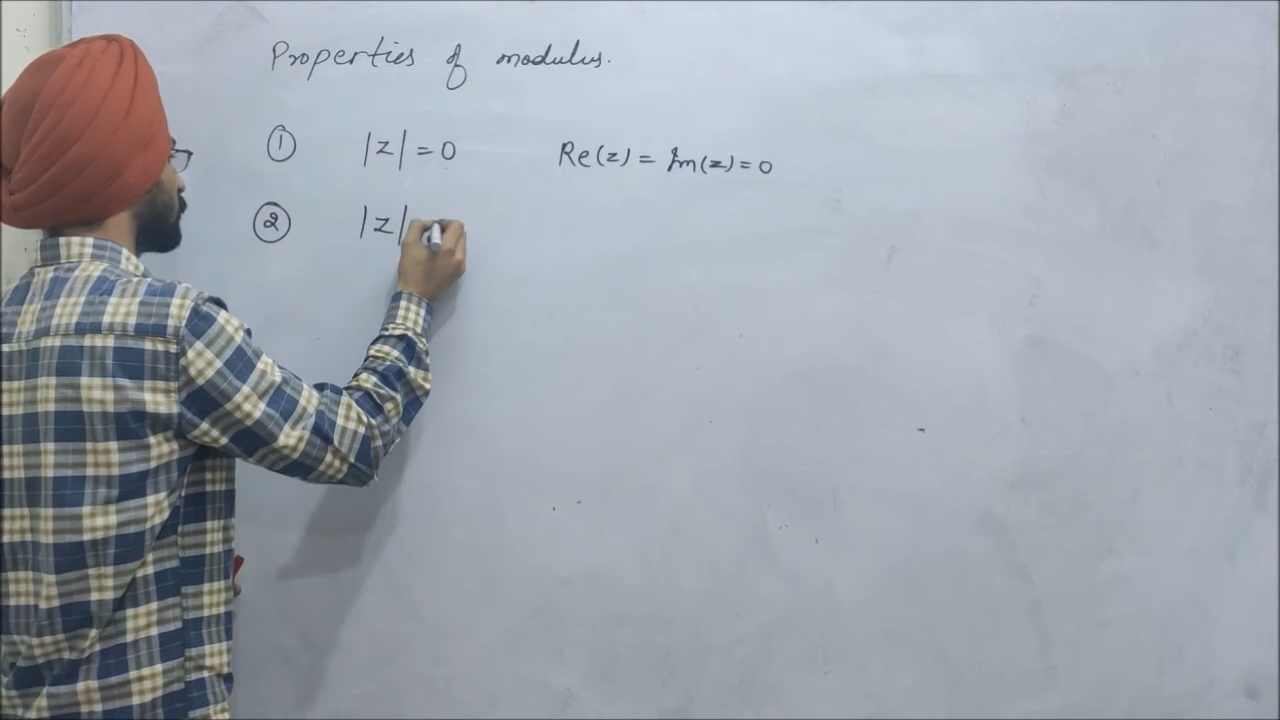 Properties of modulus.
① |z| = 0 Re(z) = Im(z) = 0
② |z|